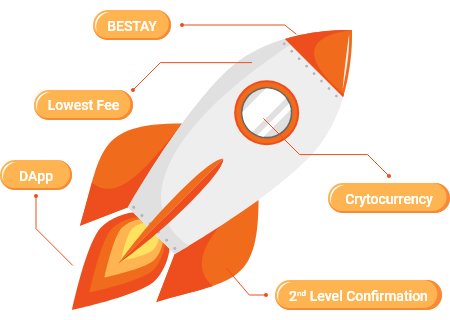 BESTAY
Lowest Fee
DApp
Crytocurrency
2nd Level Confirmation